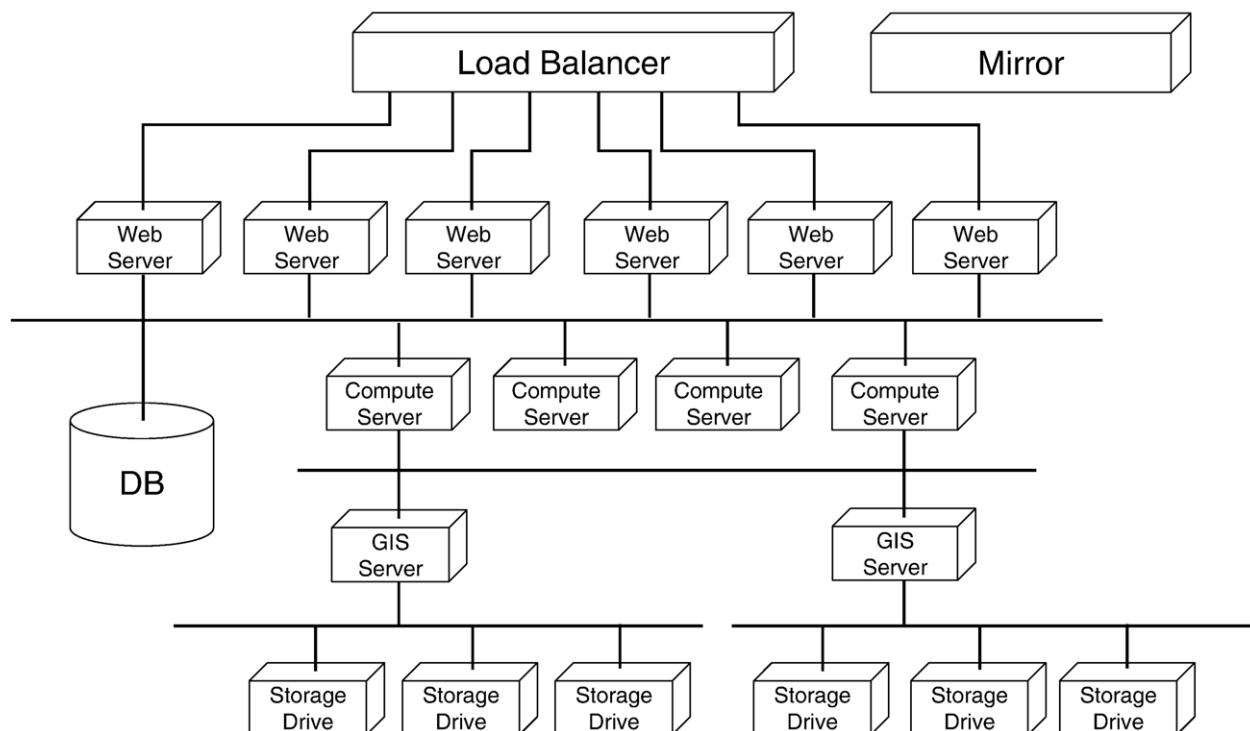 Load Balancer
Mirror
Web
Server
Web
Server
Web
Server
Web
Server
Web
Server
Web
Server
Compute
Server
Compute
Server
Compute
Server
Compute
Server
DB
GIS
Server
GIS
Server
Storage
Drive
Storage
Drive
Storage
Drive
Storage
Drive
Storage
Drive
Storage
Drive